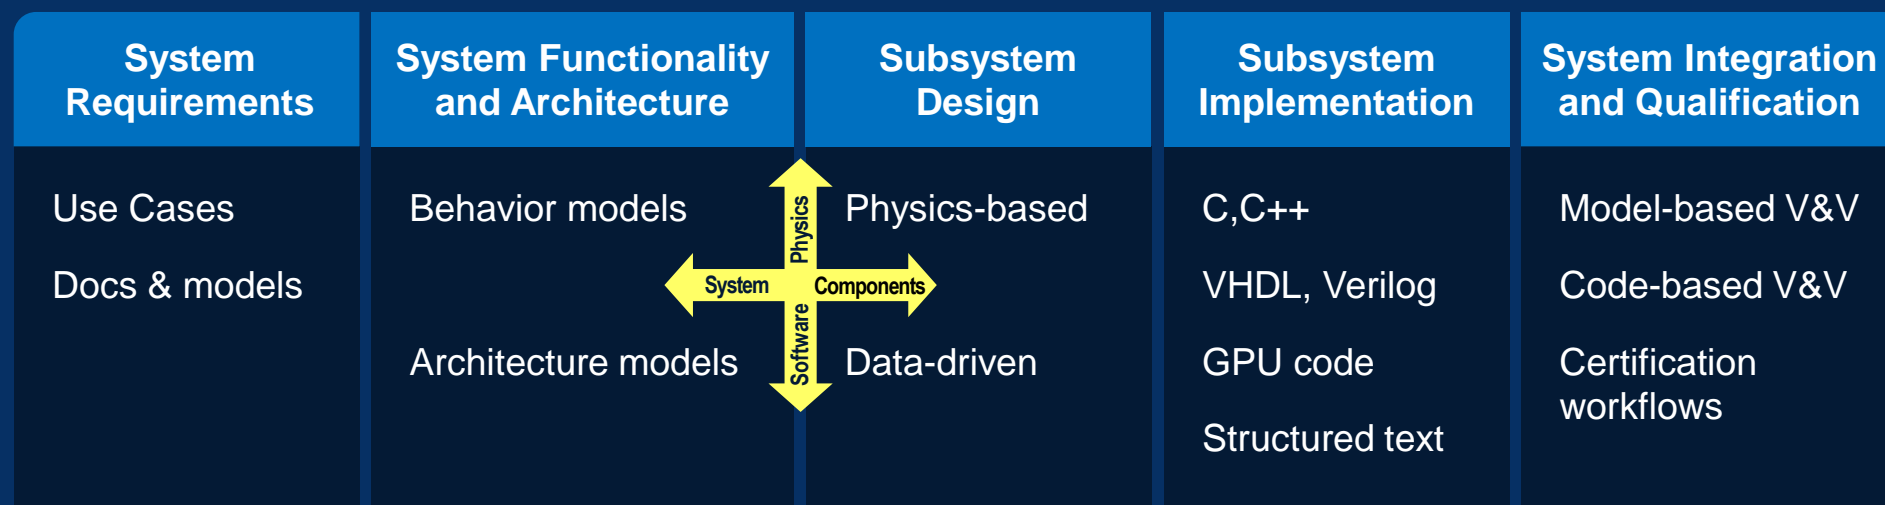 System
Requirements
System Functionality
and Architecture
Subsystem
Design
Subsystem
Implementation
System Integration
and Qualification
Use Cases
Docs & models
Behavior models
Architecture models
Physics
System
Components
Software
Physics-based
Data-driven
C,C++
VHDL, Verilog
GPU code
Structured text
Model-based V&V
Code-based V&V
Certification
workflows